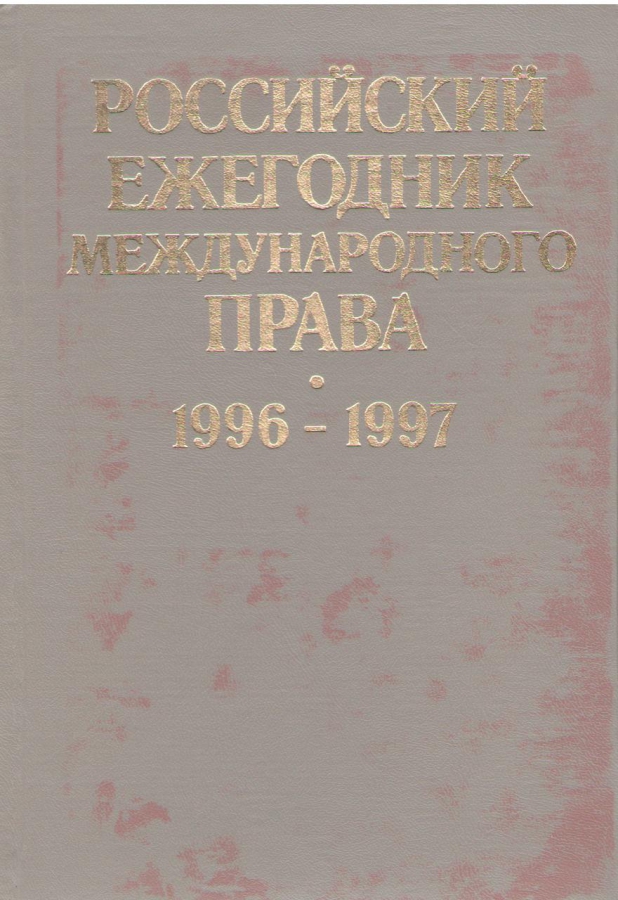 РОССИЙСКИЙ
ЕЖЕГОДНИК
МЕЖДУНАРОДНОГО
ПРАВА
•
1996 - 1997